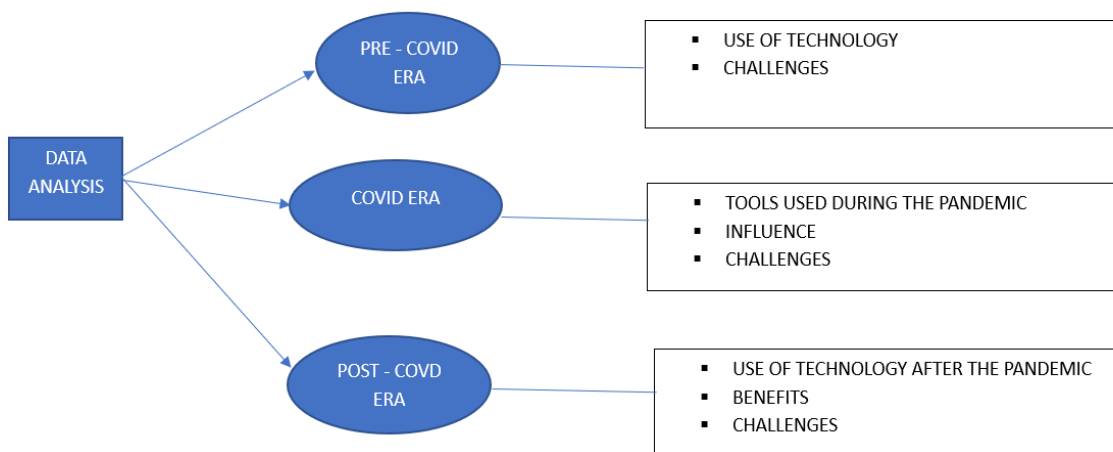 DATA
ANALYSIS
PRE - COVID
ERA
▪ USE OF TECHNOLOGY
▪ CHALLENGES
COVID ERA
▪ TOOLS USED DURING THE PANDEMIC
▪ INFLUENCE
▪ CHALLENGES
POST - COVD
ERA
▪ USE OF TECHNOLOGY AFTER THE PANDEMIC
▪ BENEFITS
▪ CHALLENGES